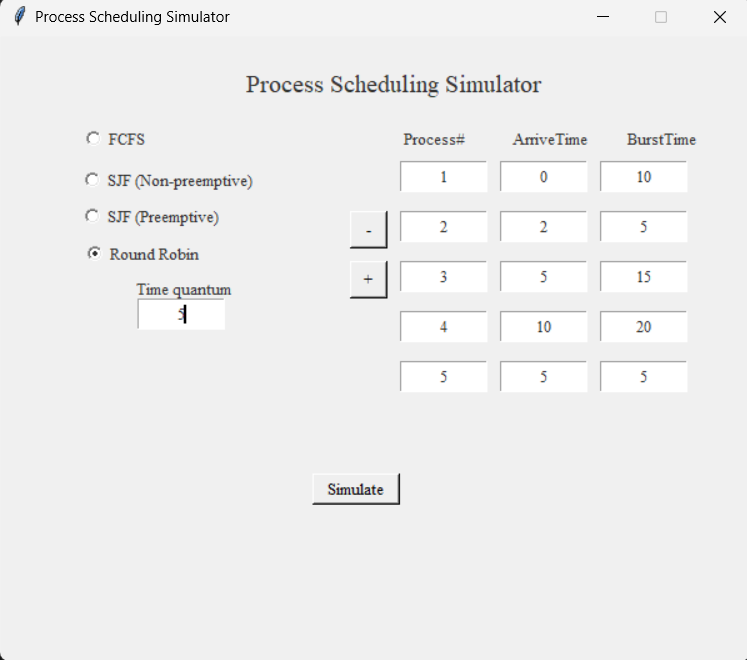 Process Scheduling Simulator
Process Scheduling Simulator
FCFS
SJF (Non-preemptive)
SJF (Preemptive)
Round Robin
Time quantum
5
Process# ArriveTime BurstTime
1 0 10
- 2 2 5
+ 3 5 15
4 10 20
5 5 5
Simulate